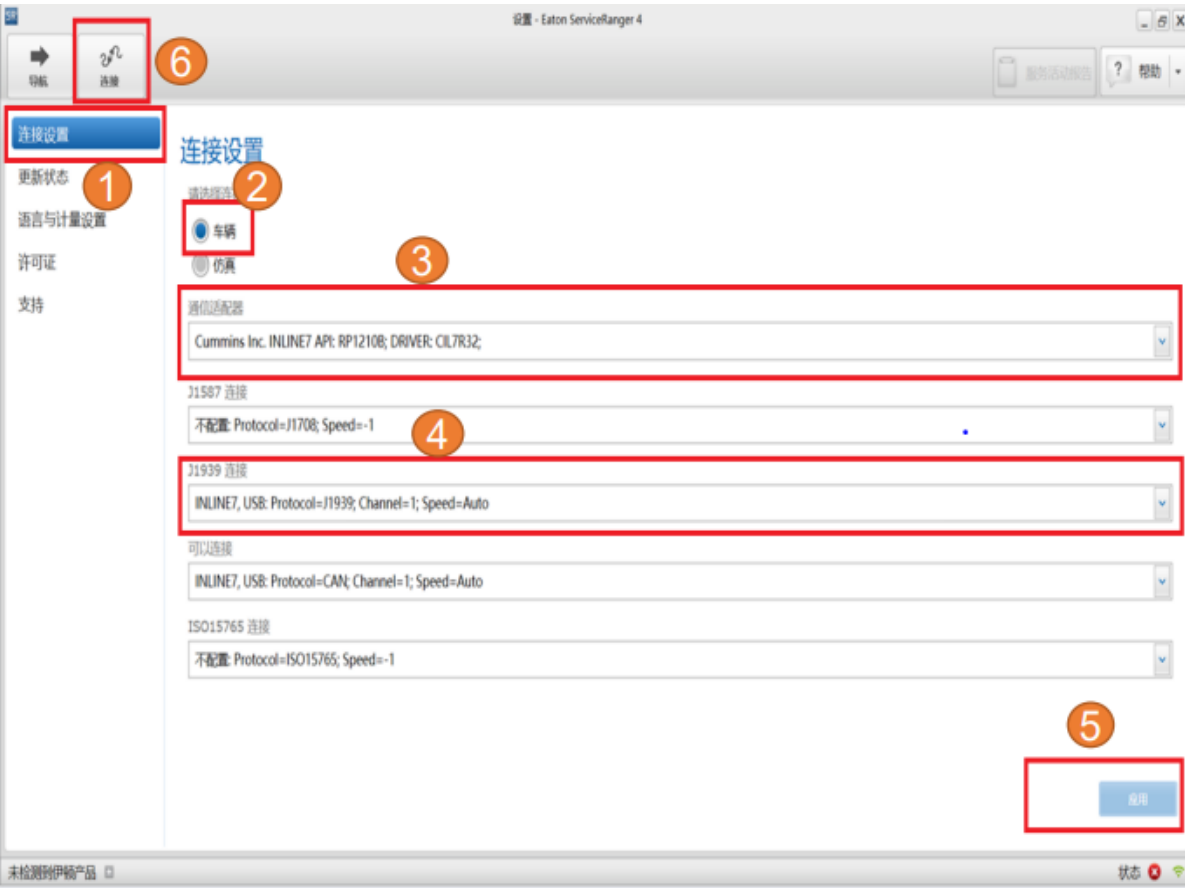 SR
设置 - Eaton ServiceRanger 4
导航
连接
6
服务活动报告
? 帮助
连接设置
1
更新状态
语言与计量设置
许可证
支持
连接设置
请选择连
2
车辆
仿真
3
通信适配器
Cummins Inc. INLINE7 API: RP1210B; DRIVER: CIL7R32;
J1587 连接
不配置: Protocol=J1708; Speed=-1
4
J1939 连接
INLINE7, USB: Protocol=J1939; Channel=1; Speed=Auto
可以连接
INLINE7, USB: Protocol=CAN; Channel=1; Speed=Auto
ISO15765 连接
不配置: Protocol=ISO15765; Speed=-1
5
应用
未检测到伊顿产品
状态